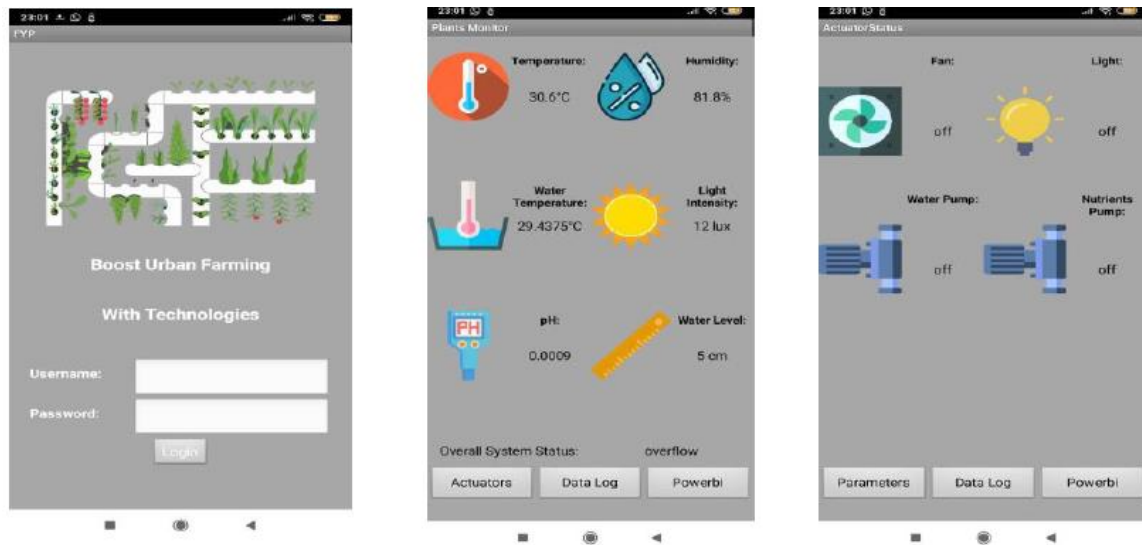 23:01
FYP
Boost Urban Farming
With Technologies
Username:
Password:
Login
23:01
Plants Monitor
Temperature:
30.6°C
Humidity:
81.8%
Water
Temperature:
29.4375°C
Light
Intensity:
12 lux
PH
pH:
0.0009
Water Level:
5 cm
Overall System Status: overflow
Actuators Data Log Powerbi
23:01
ActuatorStatus
Fan:
off
Light:
off
Water Pump:
off
Nutrients
Pump:
off
Parameters Data Log Powerbi